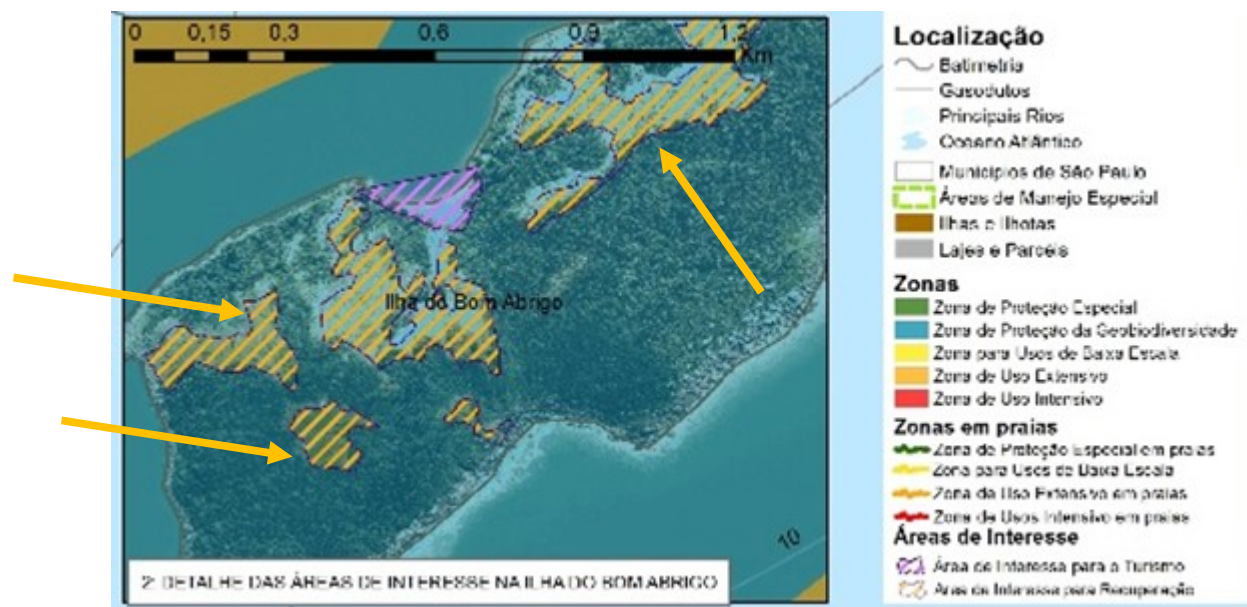 0 0,15 0.3 0,6 0,9 1,2
Km
Ilha do Bom Abrigo
10
2: DETALHE DAS ÁREAS DE INTERESSE NA ILHA DO BOM ABRIGO
Localização
Batimetria
Gasodutos
Principais Rios
Oceano Atlântico
Municípios de São Paulo
Áreas de Manejo Especial
Ilhas e Ilhotas
Lajes e Parcéis
Zonas
Zona de Proteção Especial
Zona de Proteção da Geobiodiversidade
Zona para Usos de Baixa Escala
Zona de Uso Extensivo
Zona de Uso Intensivo
Zonas em praias
Zona de Proteção Especial em praias
Zona para Usos de Baixa Escala
Zona de Uso Extensivo em praias
Zona de Usos Intensivo em praias
Áreas de Interesse
Área de Interesse para o Turismo
Área de Interesse para Recuperação